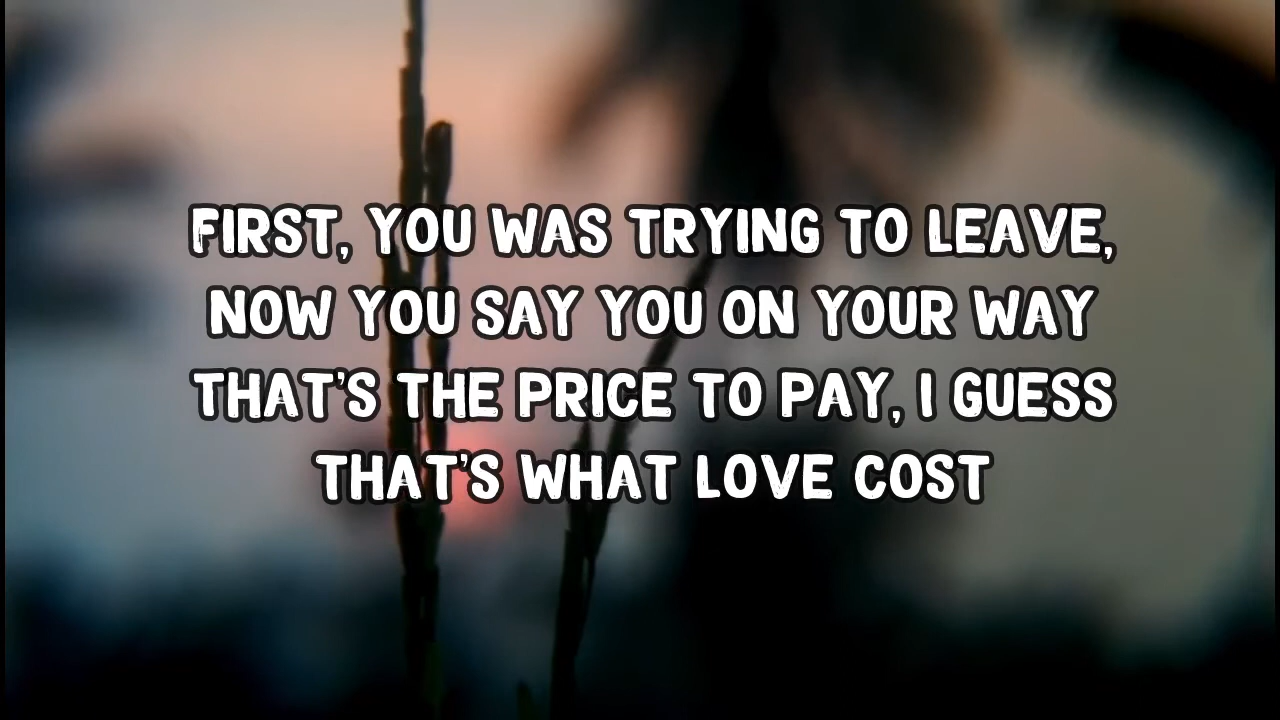 FIRST, YOU WAS TRYING TO LEAVE,
NOW YOU SAY YOU ON YOUR WAY
THAT'S THE PRICE TO PAY, I GUESS
THAT'S WHAT LOVE COST